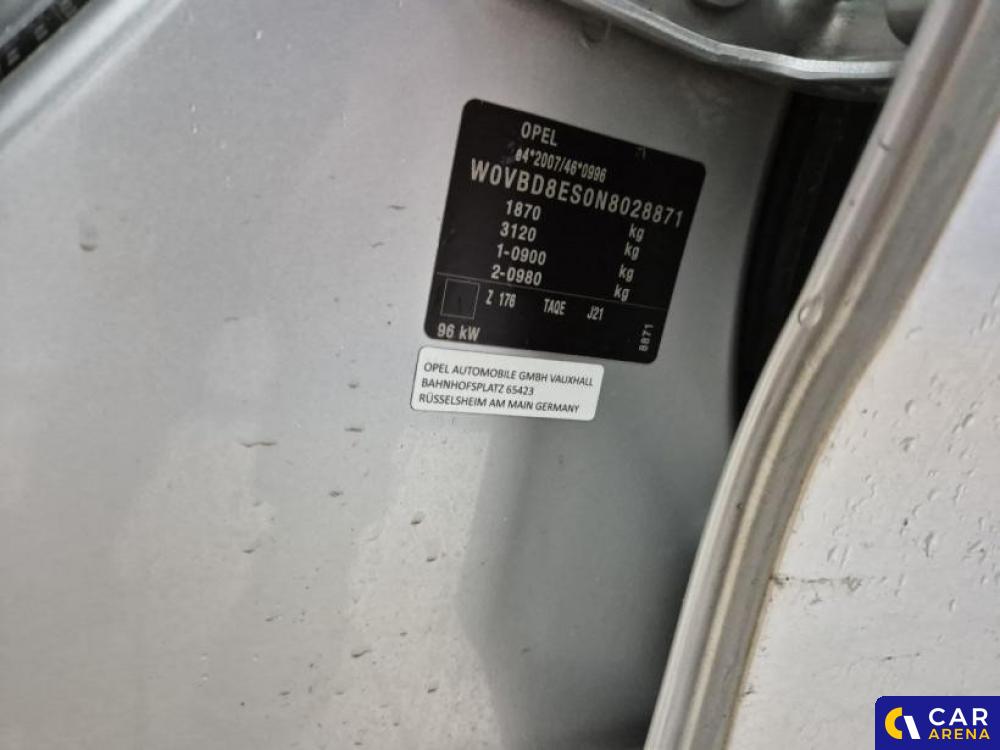 OPEL
e4*2007/46*0996
W0VBD8ES0N8028871
1870 kg
3120 kg
1-0900 kg
2-0980 kg
Z 176 TAQE J21
96 kW
8871
OPEL AUTOMOBILE GMBH VAUXHALL
BAHNHOFSPLATZ 65423
RÜSSELSHEIM AM MAIN GERMANY
CAR
ARENA